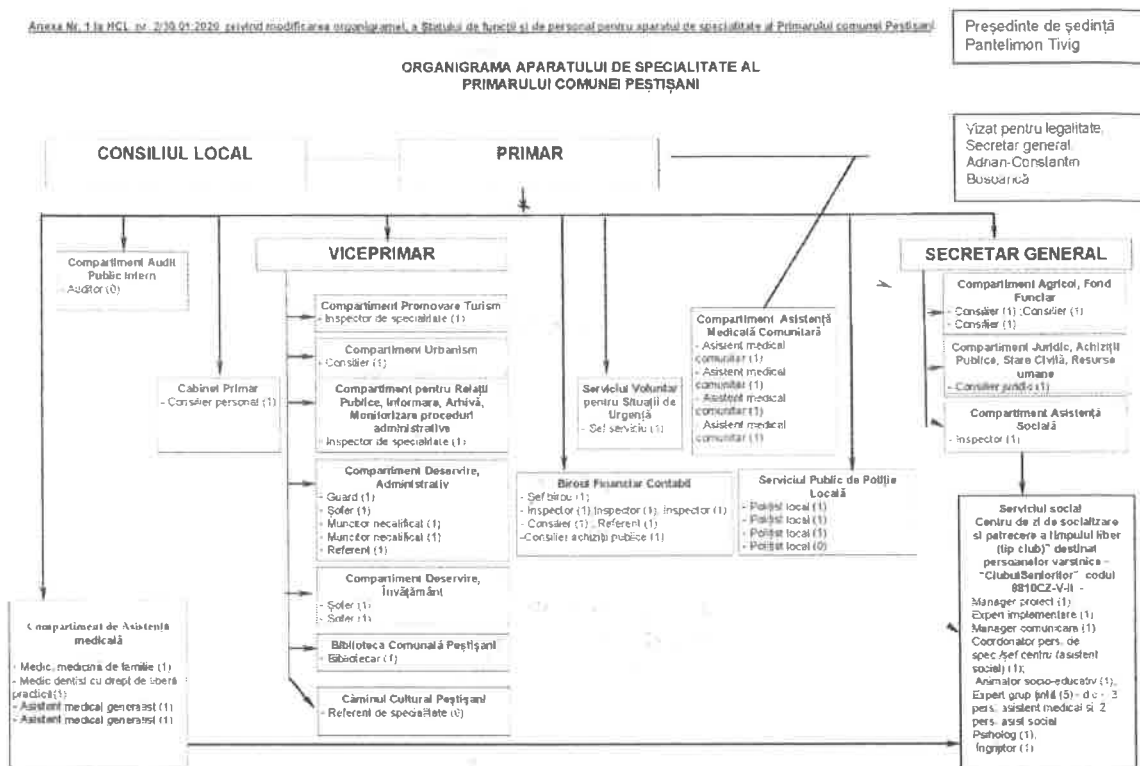 Anexa Nr. 1 la HCL nr. 2/30.01.2020 privind modificarea organigramei, a Statului de funcții și de personal pentru aparatul de specialitate al Primarului comunei Peștișani
Președinte de ședință
Pantelimon Tivig
ORGANIGRAMA APARATULUI DE SPECIALITATE AL
PRIMARULUI COMUNEI PEȘTIȘANI
Vizat pentru legalitate,
Secretar general,
Adrian-Constantin
Bosoancă
CONSILIUL LOCAL
PRIMAR
Compartiment Audit
Public Intern
- Auditor (0)
VICEPRIMAR
SECRETAR GENERAL
Cabinet Primar
- Consilier personal (1)
Compartiment Promovare Turism
- Inspector de specialitate (1)
Compartiment Urbanism
- Consilier (1)
Compartiment pentru Relații
Publice, Informare, Arhivă,
Monitorizare proceduri
administrative
- Inspector de specialitate (1)
Compartiment Deservire,
Administrativ
- Guard (1)
- Șofer (1)
- Muncitor necalificat (1)
- Muncitor necalificat (1)
- Referent (1)
Compartiment Deservire,
Învățământ
- Șofer (1)
- Sofer (1)
Biblioteca Comunală Peștișani
- Bibliotecar (1)
Căminul Cultural Peștișani
- Referent de specialitate (0)
Serviciul Voluntar
pentru Situații de
Urgență
- Șef serviciu (1)
Compartiment Asistență
Medicală Comunitară
- Asistent medical
comunitar (1)
- Asistent medical
comunitar (1)
- Asistent medical
comunitar (1)
- Asistent medical
comunitar (1)
Biroul Financiar Contabil
- Șef birou (1)
- Inspector (1) Inspector (1), Inspector (1)
- Consilier (1) , Referent (1)
-Consilier achiziții publice (1)
Serviciul Public de Poliție
Locală
- Polițist local (1)
- Polițist local (1)
- Polițist local (1)
- Polițist local (0)
Compartiment Agricol, Fond
Funciar
- Consilier (1) ;Consilier (1)
- Consilier (1)
Compartiment Juridic, Achiziții
Publice, Stare Civilă, Resurse
umane
- Consilier juridic (1)
Compartiment Asistență
Socială
- Inspector (1)
Serviciul social
Centru de zi de socializare
si petrecere a timpului liber
(tip club)" destinat
persoanelor varstnice -
"ClubulSeniorilor" codul
8810CZ-V-II -
Manager proiect (1)
Expert implementare (1)
Manager comunicare (1)
Coordonator pers. de
spec./sef centru (asistent
social) (1);
Animator socio-educativ (1),
Expert grup țintă (5) - d c - 3
pers. asistent medical si 2
pers. asist social
Psiholog (1),
Îngrijitor (1)
Compartiment de Asistență
medicală
- Medic, medicină de familie (1)
- Medic dentist cu drept de liberă
practică(1)
- Asistent medical generalist (1)
- Asistent medical generalist (1)